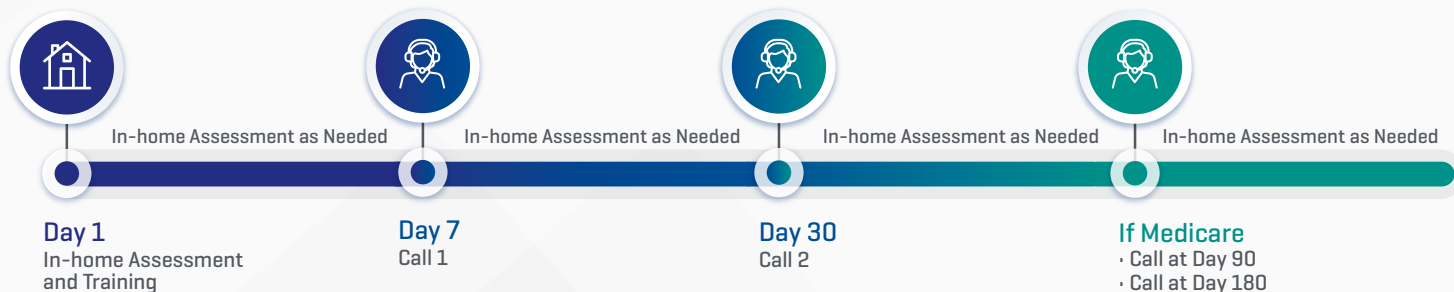 In-home Assessment as Needed
In-home Assessment as Needed
In-home Assessment as Needed
In-home Assessment as Needed
Day 1
In-home Assessment
and Training
Day 7
Call 1
Day 30
Call 2
If Medicare
· Call at Day 90
· Call at Day 180